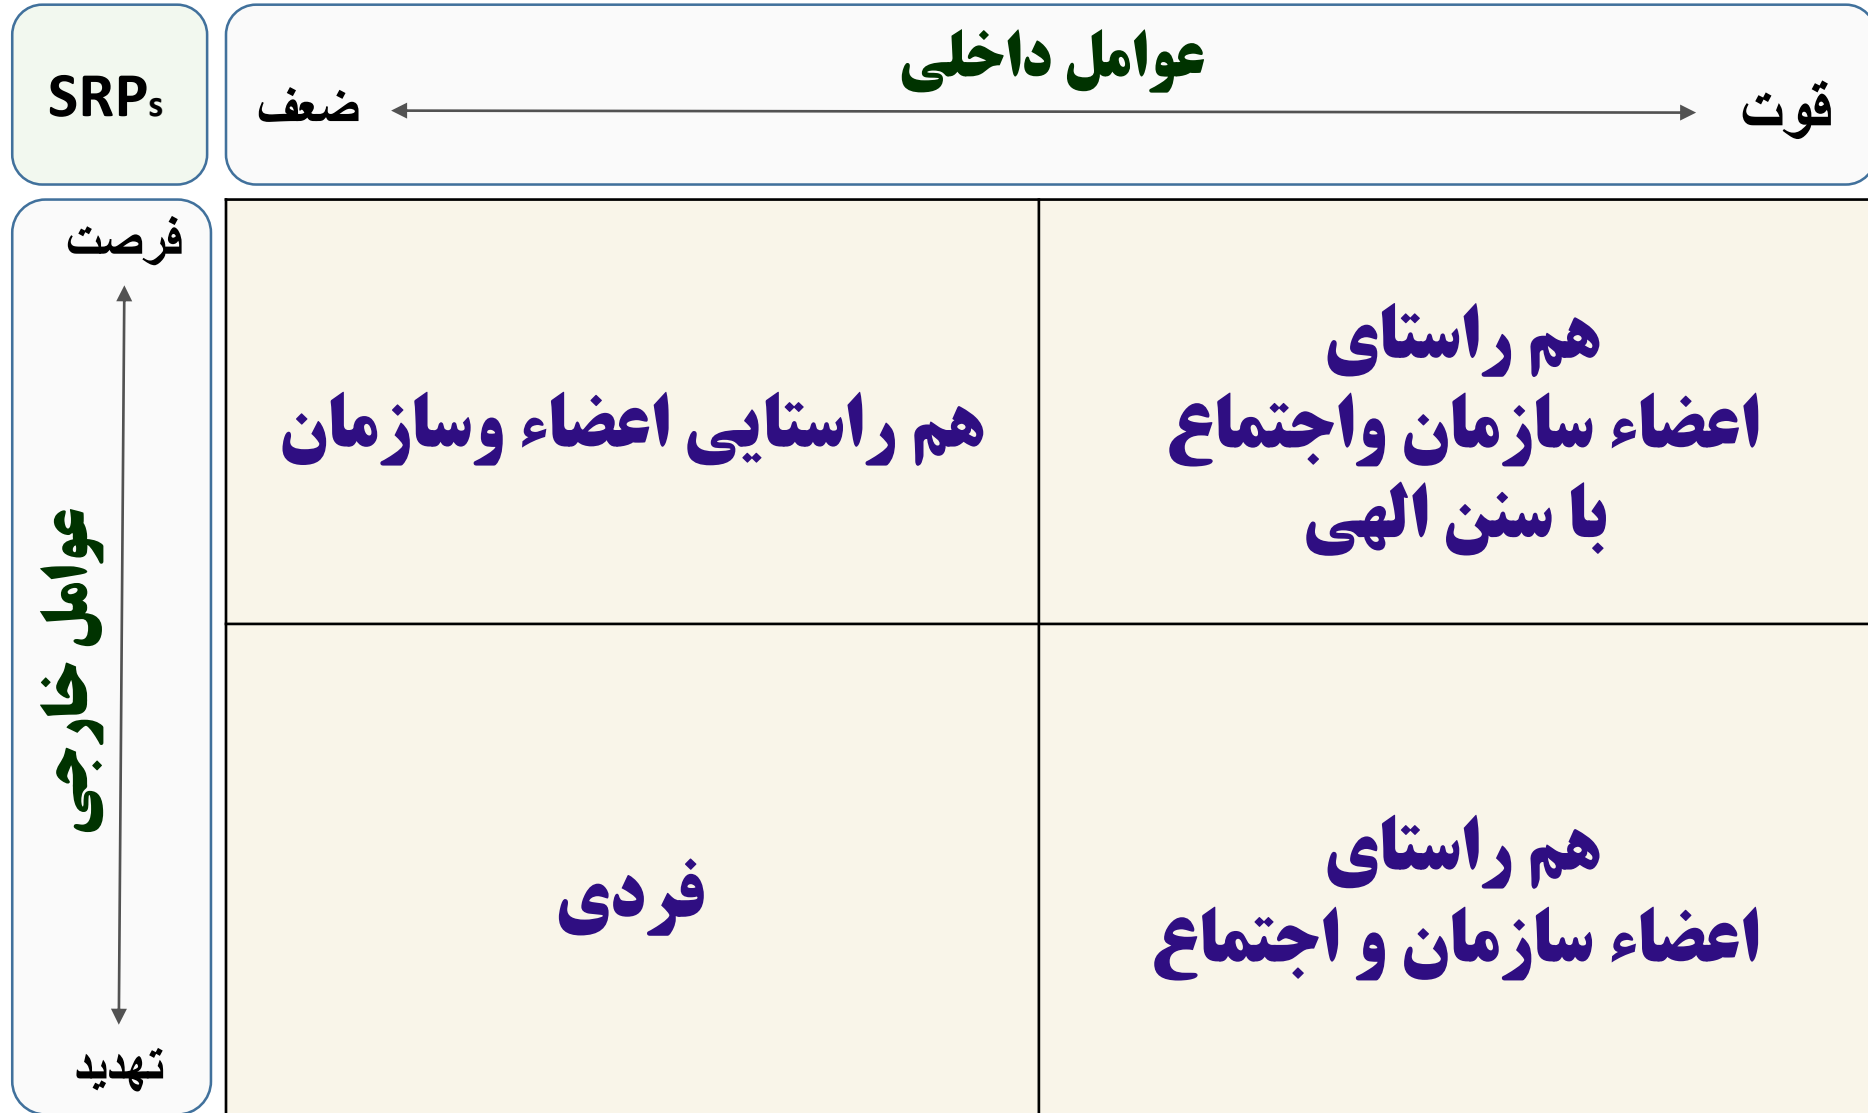 SRPs
عوامل داخلی
قوت
ضعف
فرصت
عوامل خارجی
تهدید
هم راستای
اعضاء سازمان واجتماع
با سنن الهی
هم راستایی اعضاء وسازمان
هم راستای
اعضاء سازمان و اجتماع
فردی